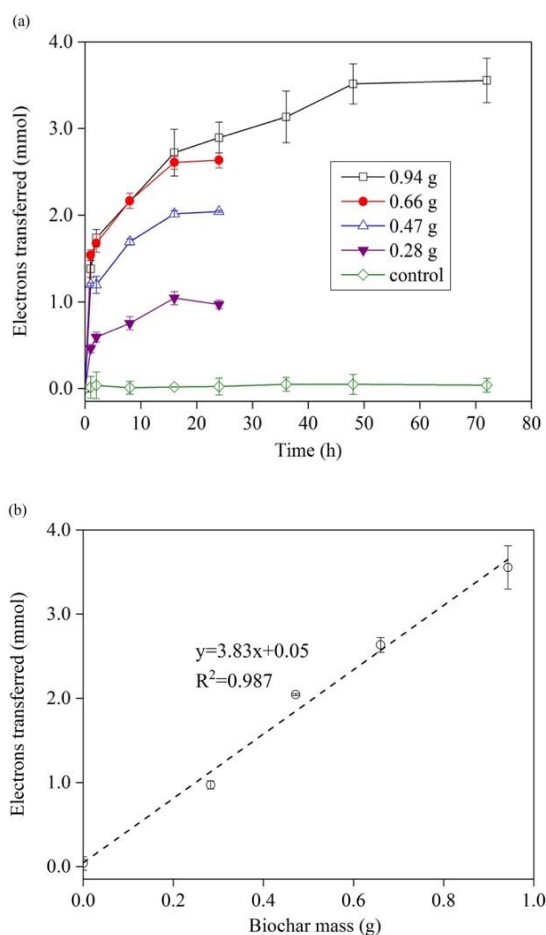 (a)
4.0
3.0
2.0
1.0
0.0
Electrons transferred (mmol)
0.94 g
0.66 g
0.47 g
0.28 g
control
0 10 20 30 40 50 60 70 80
Time (h)
(b)
4.0
3.0
2.0
1.0
0.0
Electrons transferred (mmol)
y=3.83x+0.05
R²=0.987
0.0 0.2 0.4 0.6 0.8 1.0
Biochar mass (g)